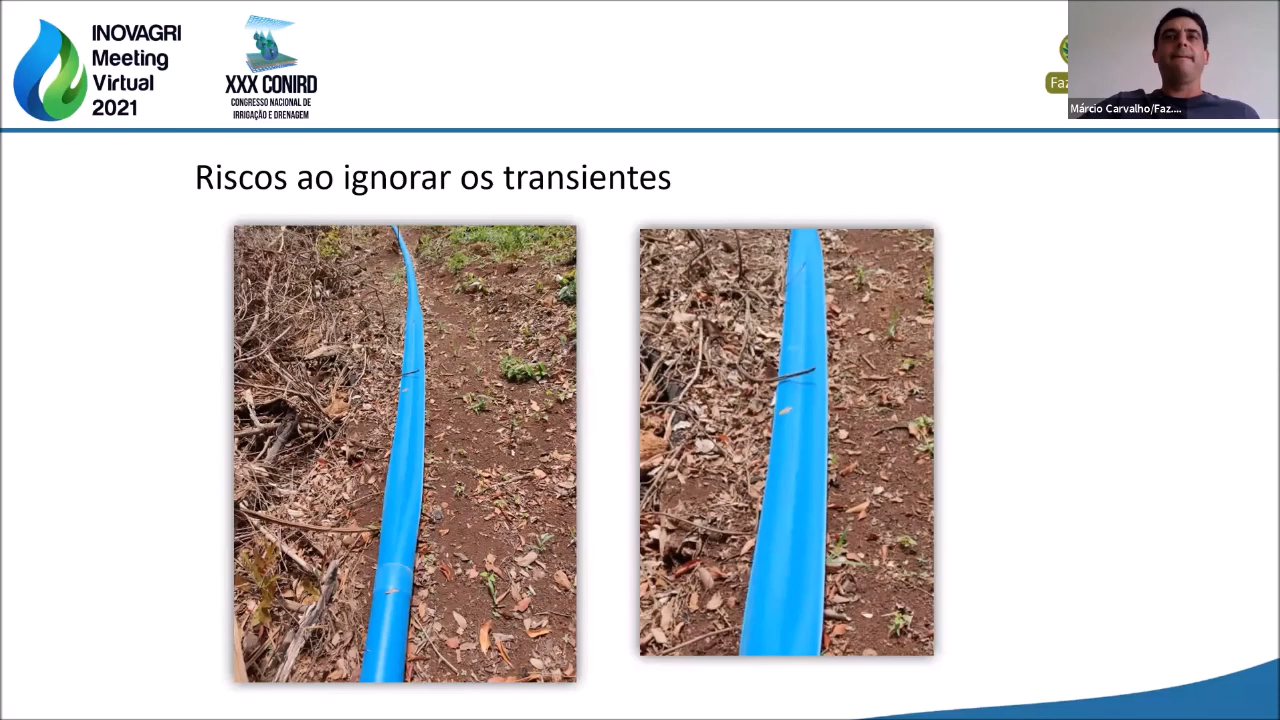 INOVAGRI
Meeting
Virtual
2021
XXX CONIRD
CONGRESSO NACIONAL DE
IRRIGAÇÃO E DRENAGEM
Faz
Márcio Carvalho/Faz....
Riscos ao ignorar os transientes